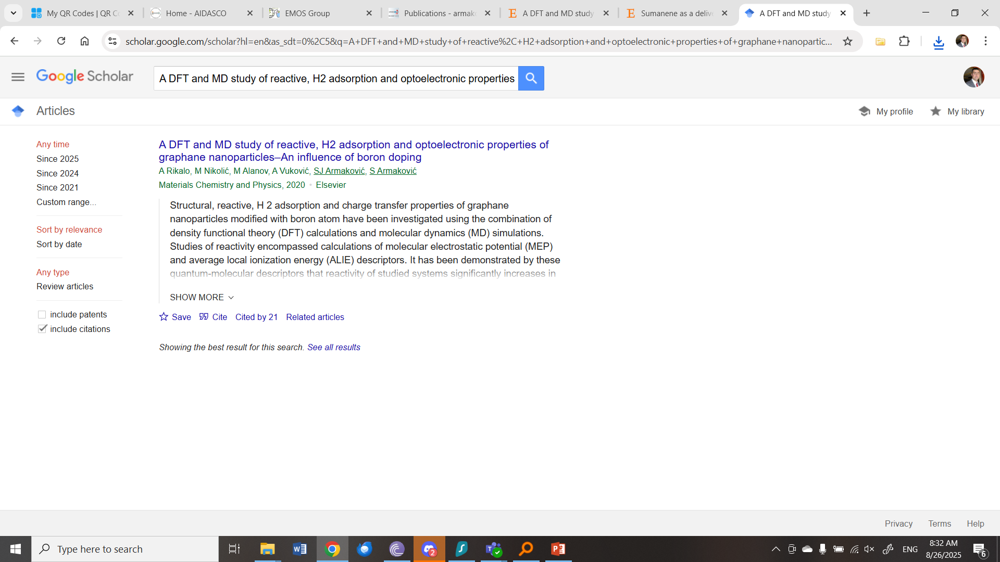 My QR Codes | QR Co
Home - AIDASCO
EMOS Group
Publications - armako
A DFT and MD study
Sumanene as a delive
A DFT and MD study
scholar.google.com/scholar?hl=en&as_sdt=0%2C5&q=A+DFT+and+MD+study+of+reactive%2C+H2+adsorption+and+optoelectronic+properties+of+graphane+nanopartic...
Google Scholar
A DFT and MD study of reactive, H2 adsorption and optoelectronic properties
Articles
My profile
My library
Any time
Since 2025
Since 2024
Since 2021
Custom range...
Sort by relevance
Sort by date
Any type
Review articles
include patents
include citations
A DFT and MD study of reactive, H2 adsorption and optoelectronic properties of
graphane nanoparticles–An influence of boron doping
A Rikalo, M Nikolić, M Alanov, A Vuković, SJ Armaković, S Armaković
Materials Chemistry and Physics, 2020 • Elsevier
Structural, reactive, H 2 adsorption and charge transfer properties of graphane
nanoparticles modified with boron atom have been investigated using the combination of
density functional theory (DFT) calculations and molecular dynamics (MD) simulations.
Studies of reactivity encompassed calculations of molecular electrostatic potential (MEP)
and average local ionization energy (ALIE) descriptors. It has been demonstrated by these
quantum-molecular descriptors that reactivity of studied systems significantly increases in
SHOW MORE
Save Cite Cited by 21 Related articles
Showing the best result for this search. See all results
Privacy Terms Help
Type here to search
2
ENG
8:32 AM
8/26/2025
6